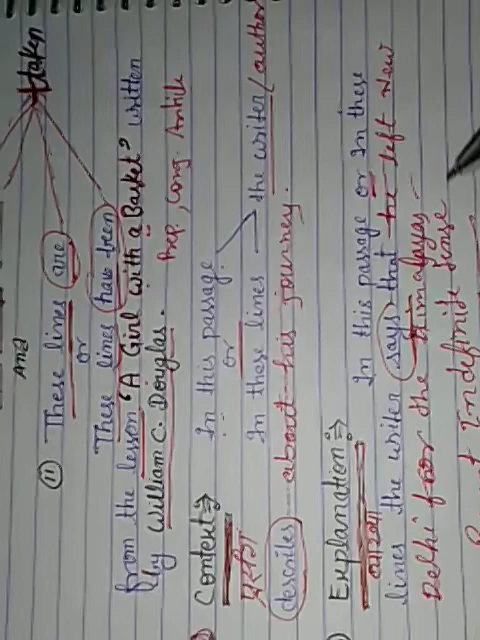 Ans
(11) These lines are taken
or
These lines have been
from the lesson "A Girl with a Basket" written
by William C. Douglas. Prep, Conj. Article
Context⇒ In this passage
or
प्रसंग In these lines the writer/author
describes about his journey.
Explanation⇒ In this passage or In these
व्याख्या
lines the writer says that he left New
Delhi for the Himalayas
Indefinite Tense